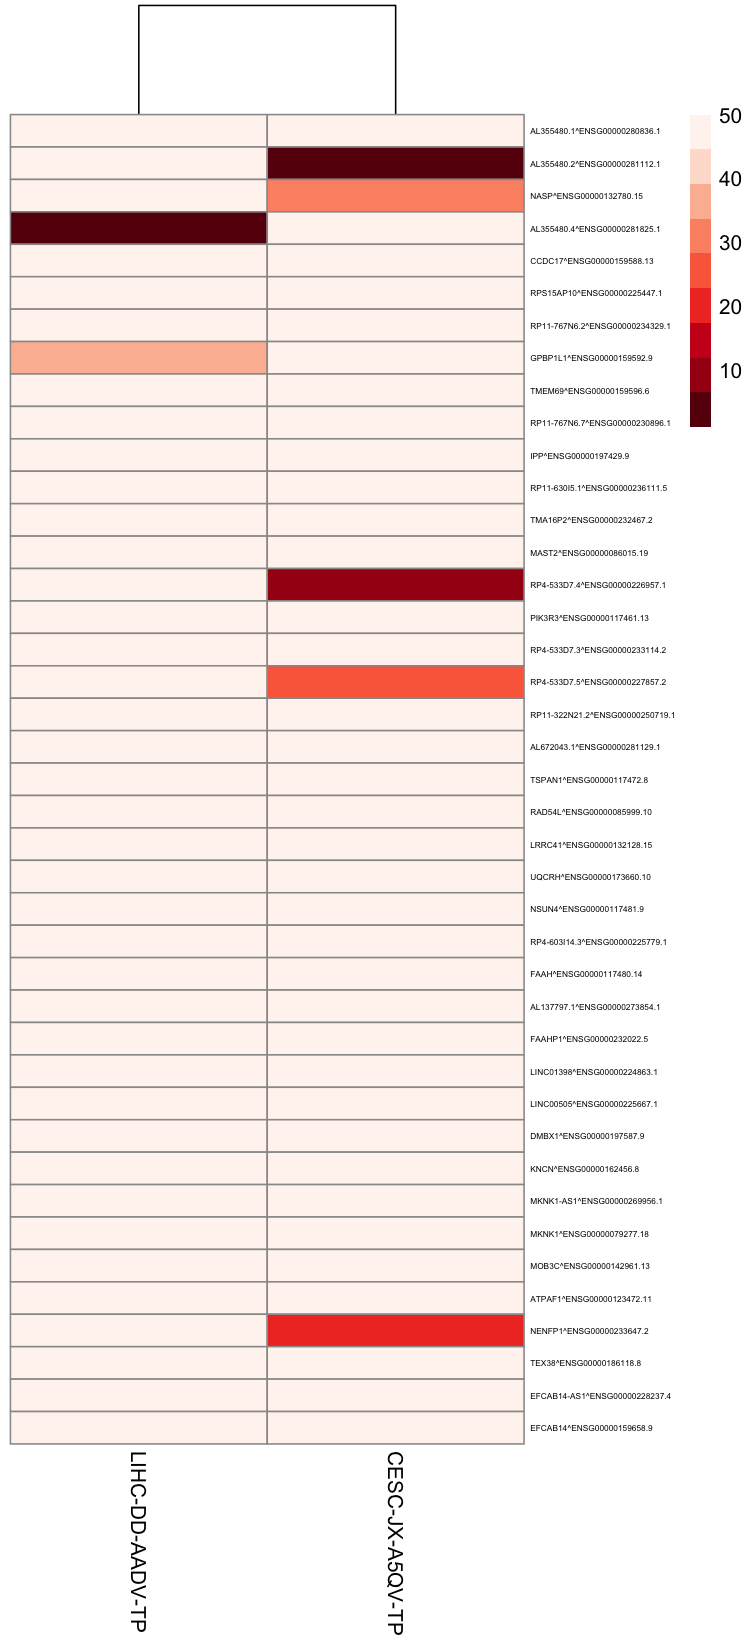 50
40
30
20
10
AL355480.1^ENSG00000280836.1
AL355480.2^ENSG00000281112.1
NASP^ENSG00000132780.15
AL355480.4^ENSG00000281825.1
CCDC17^ENSG00000159588.13
RPS15AP10^ENSG00000225447.1
RP11-767N6.2^ENSG00000234329.1
GPBP1L1^ENSG00000159592.9
TMEM69^ENSG00000159596.6
RP11-767N6.7^ENSG00000230896.1
IPP^ENSG00000197429.9
RP11-630I5.1^ENSG00000236111.5
TMA16P2^ENSG00000232467.2
MAST2^ENSG00000086015.19
RP4-533D7.4^ENSG00000226957.1
PIK3R3^ENSG00000117461.13
RP4-533D7.3^ENSG00000233114.2
RP4-533D7.5^ENSG00000227857.2
RP11-322N21.2^ENSG00000250719.1
AL672043.1^ENSG00000281129.1
TSPAN1^ENSG00000117472.8
RAD54L^ENSG00000085999.10
LRRC41^ENSG00000132128.15
UQCRH^ENSG00000173660.10
NSUN4^ENSG00000117481.9
RP4-603I14.3^ENSG00000225779.1
FAAH^ENSG00000117480.14
AL137797.1^ENSG00000273854.1
FAAHP1^ENSG00000232022.5
LINC01398^ENSG00000224863.1
LINC00505^ENSG00000225667.1
DMBX1^ENSG00000197587.9
KNCN^ENSG00000162456.8
MKNK1-AS1^ENSG00000269956.1
MKNK1^ENSG00000079277.18
MOB3C^ENSG00000142961.13
ATPAF1^ENSG00000123472.11
NENFP1^ENSG00000233647.2
TEX38^ENSG00000186118.8
EFCAB14-AS1^ENSG00000228237.4
EFCAB14^ENSG00000159658.9
LIHC-DD-AADV-TP
CESC-JX-A5QV-TP